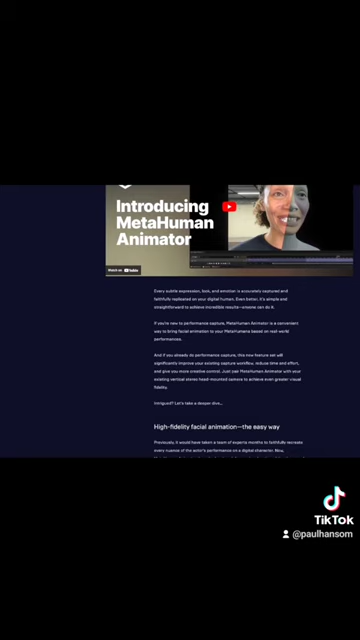 Introducing
MetaHuman
Animator
Watch on YouTube
Every subtle expression, look, and emotion is accurately captured and
faithfully replicated on your digital human. Even better, it's simple and
straightforward to achieve incredible results—anyone can do it.
If you're new to performance capture, MetaHuman Animator is a convenient
way to bring facial animation to your MetaHumans based on real-world
performances.
And if you already do performance capture, this new feature set will
significantly improve your existing capture workflow, reduce time and effort,
and give you more creative control. Just pair MetaHuman Animator with your
existing vertical stereo head-mounted camera to achieve even greater visual
fidelity.
Intrigued? Let's take a deeper dive...
High-fidelity facial animation—the easy way
Previously, it would have taken a team of experts months to faithfully recreate
every nuance of the actor's performance on a digital character. Now,
TikTok
@paulhansom